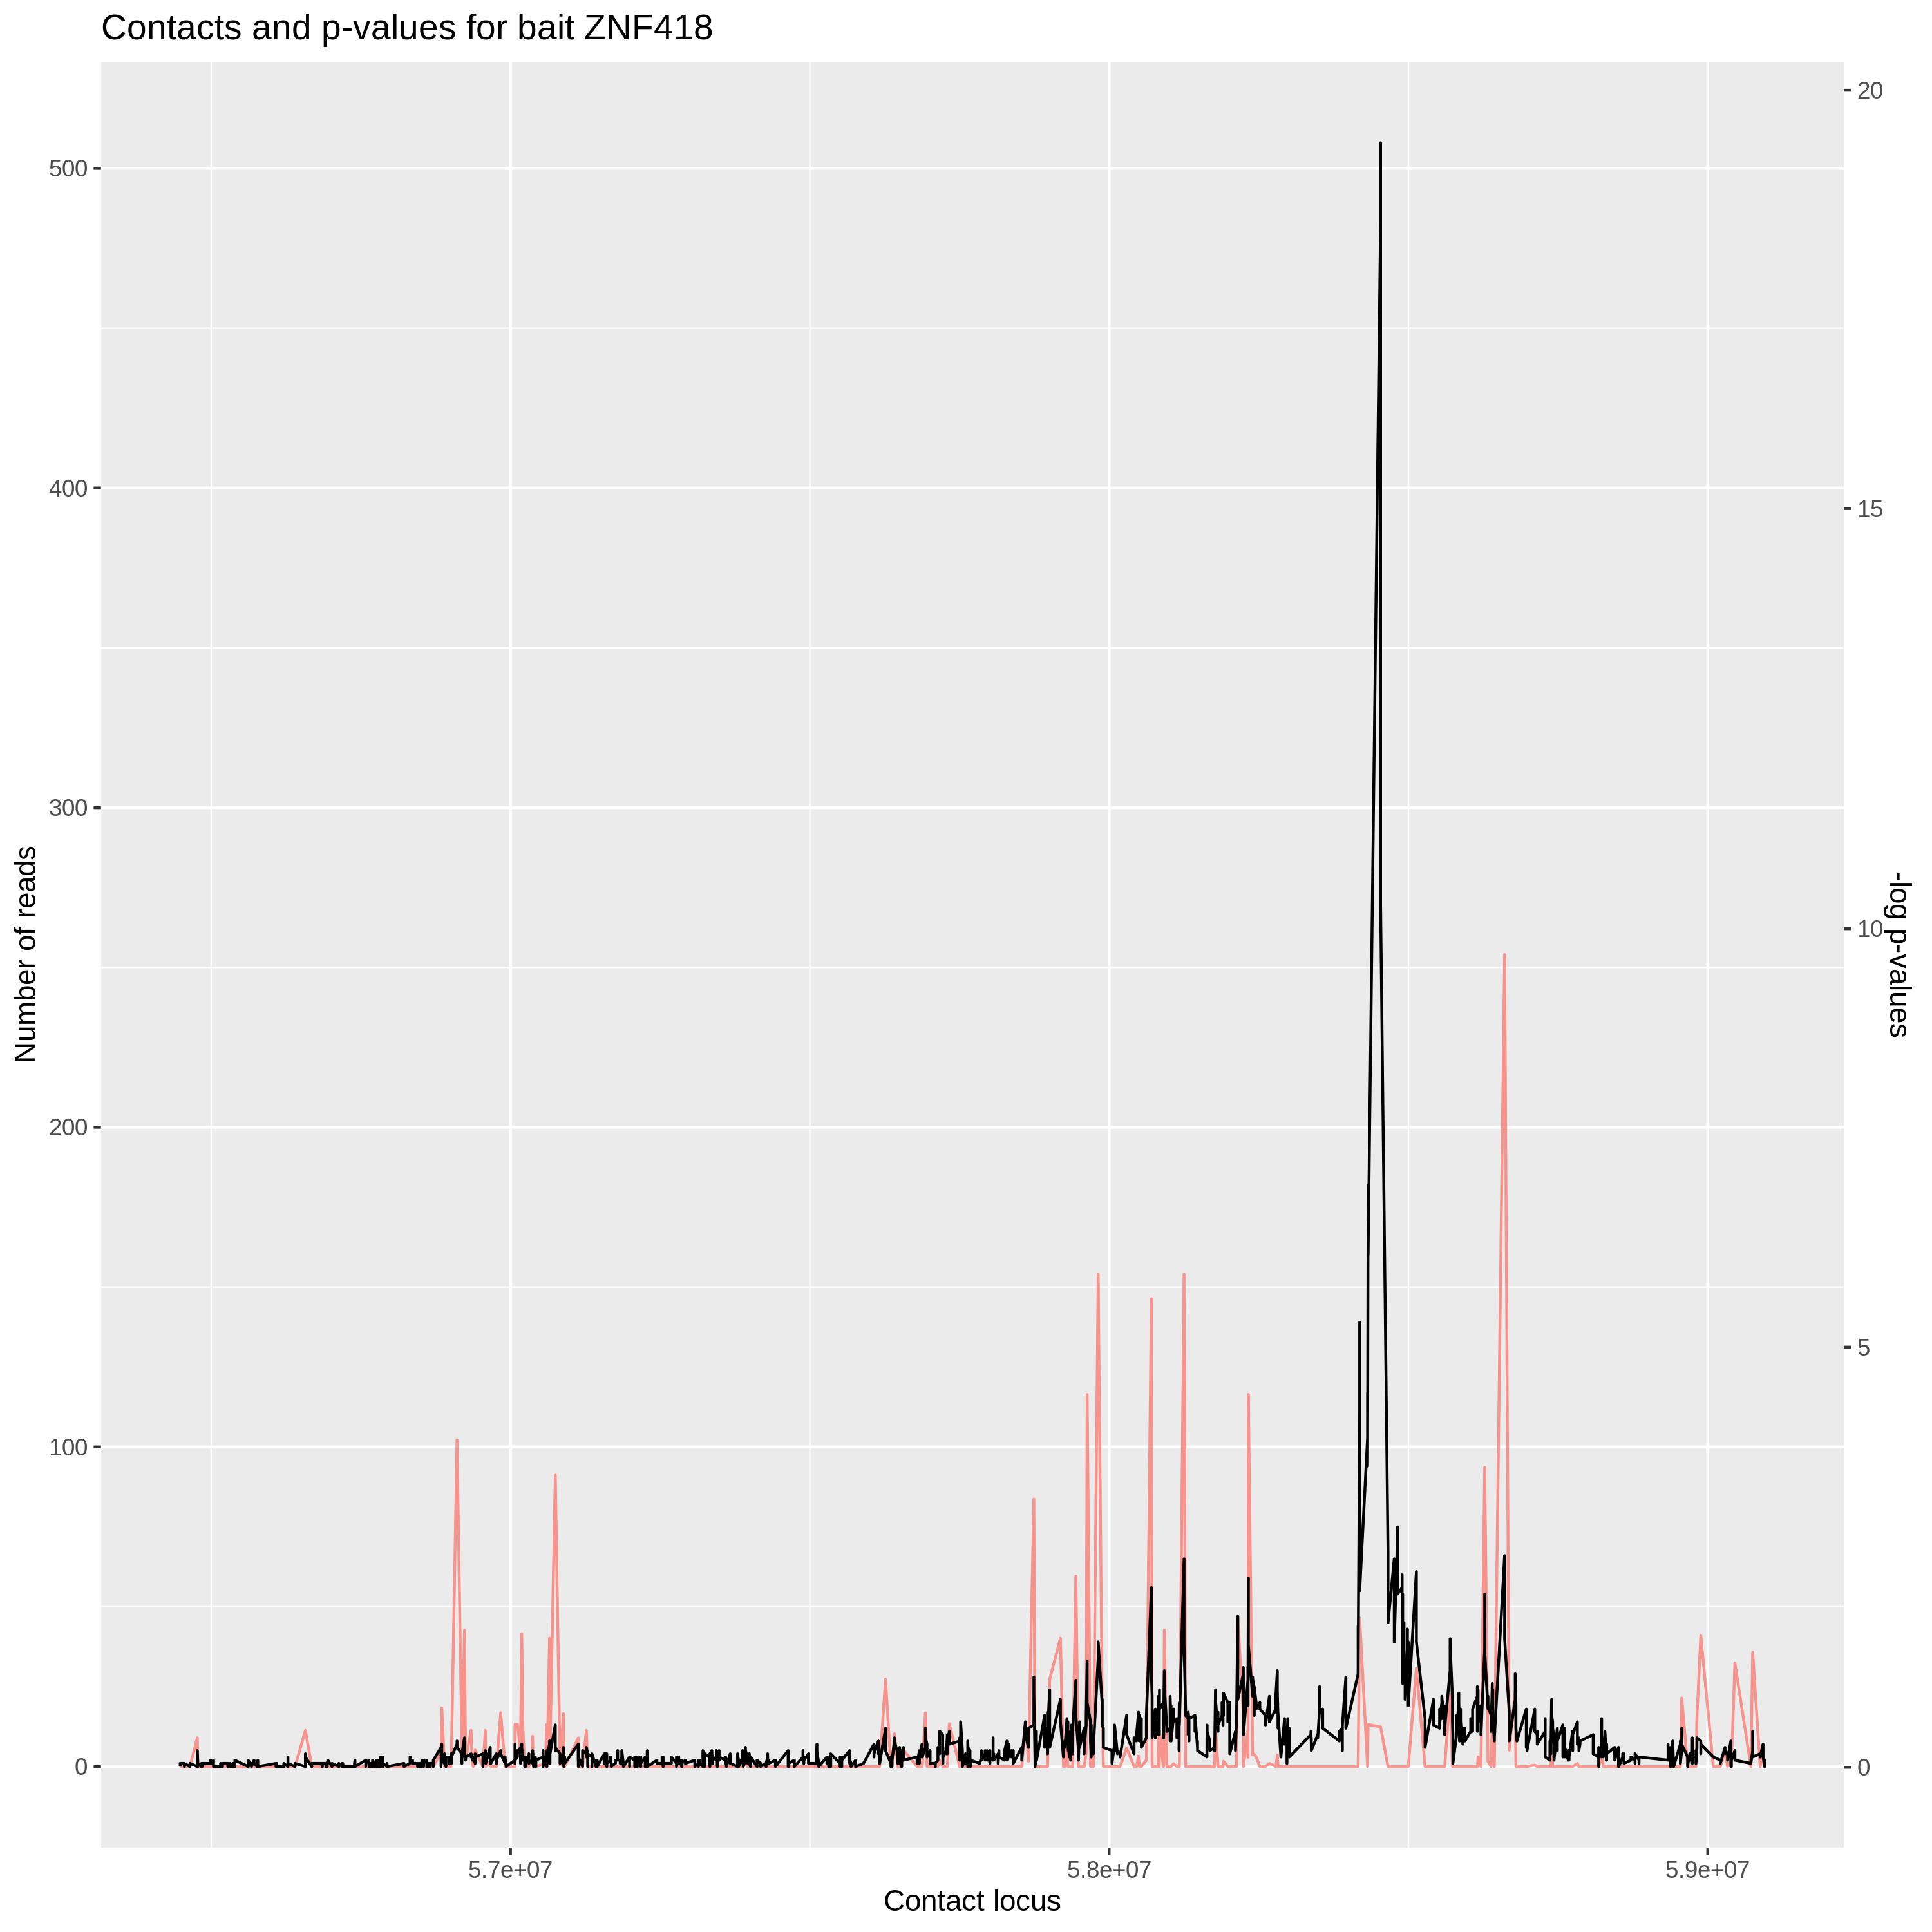 Contacts and p-values for bait ZNF418
20
500
400
15
300
Number of reads
10
-log p-values
200
5
100
0
0
5.7e+07
5.8e+07
5.9e+07
Contact locus